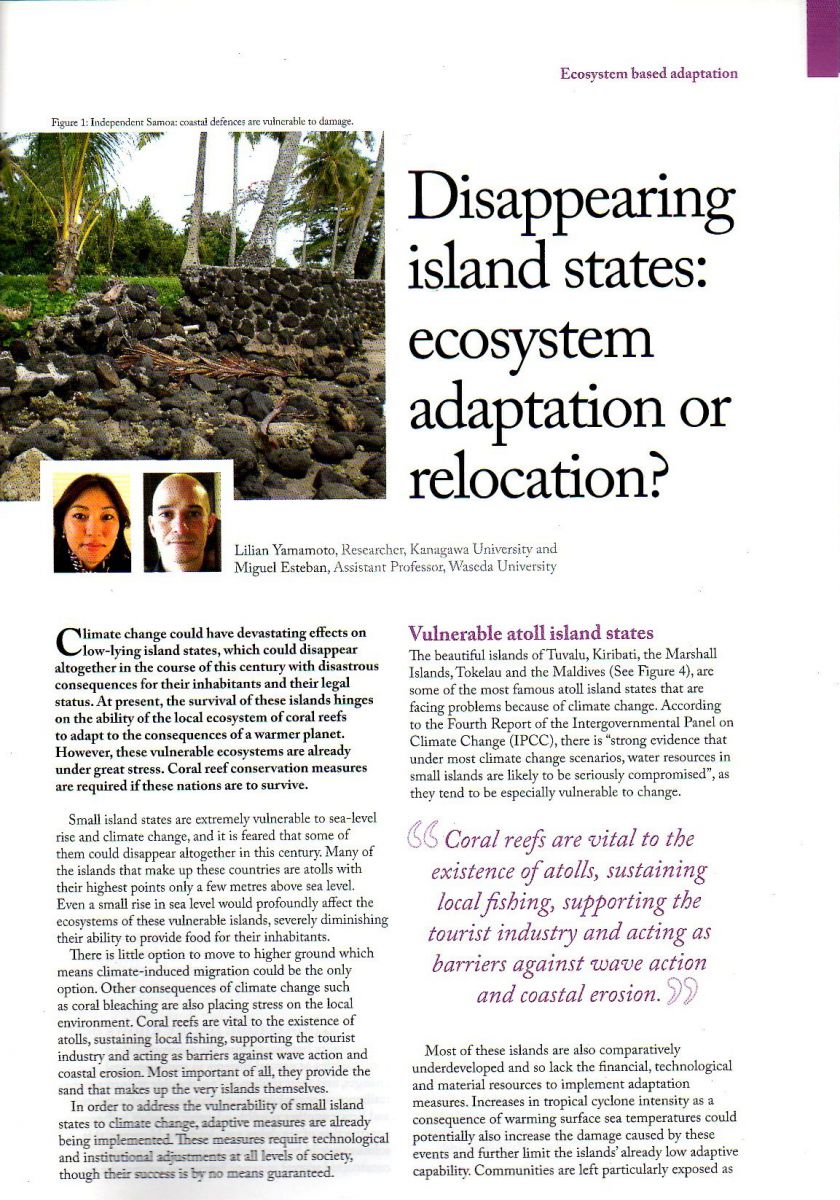 Ecosystem based adaptation
Figure 1: Independent Samoa: coastal defences are vulnerable to damage.
Disappearing
island states:
ecosystem
adaptation or
relocation?
Lilian Yamamoto, Researcher, Kanagawa University and
Miguel Esteban, Assistant Professor, Waseda University
Climate change could have devastating effects on
low-lying island states, which could disappear
altogether in the course of this century with disastrous
consequences for their inhabitants and their legal
status. At present, the survival of these islands hinges
on the ability of the local ecosystem of coral reefs
to adapt to the consequences of a warmer planet.
However, these vulnerable ecosystems are already
under great stress. Coral reef conservation measures
are required if these nations are to survive.
Small island states are extremely vulnerable to sea-level
rise and climate change, and it is feared that some of
them could disappear altogether in this century. Many of
the islands that make up these countries are atolls with
their highest points only a few metres above sea level.
Even a small rise in sea level would profoundly affect the
ecosystems of these vulnerable islands, severely diminishing
their ability to provide food for their inhabitants.
There is little option to move to higher ground which
means climate-induced migration could be the only
option. Other consequences of climate change such
as coral bleaching are also placing stress on the local
environment. Coral reefs are vital to the existence of
atolls, sustaining local fishing, supporting the tourist
industry and acting as barriers against wave action and
coastal erosion. Most important of all, they provide the
sand that makes up the very islands themselves.
In order to address the vulnerability of small island
states to climate change, adaptive measures are already
being implemented. These measures require technological
and institutional adjustments at all levels of society,
though their success is by no means guaranteed.
Vulnerable atoll island states
The beautiful islands of Tuvalu, Kiribati, the Marshall
Islands, Tokelau and the Maldives (See Figure 4), are
some of the most famous atoll island states that are
facing problems because of climate change. According
to the Fourth Report of the Intergovernmental Panel on
Climate Change (IPCC), there is “strong evidence that
under most climate change scenarios, water resources in
small islands are likely to be seriously compromised”, as
they tend to be especially vulnerable to change.
“Coral reefs are vital to the
existence of atolls, sustaining
local fishing, supporting the
tourist industry and acting as
barriers against wave action
and coastal erosion.”
Most of these islands are also comparatively
underdeveloped and so lack the financial, technological
and material resources to implement adaptation
measures. Increases in tropical cyclone intensity as a
consequence of warming surface sea temperatures could
potentially also increase the damage caused by these
events and further limit the islands’ already low adaptive
capability. Communities are left particularly exposed as